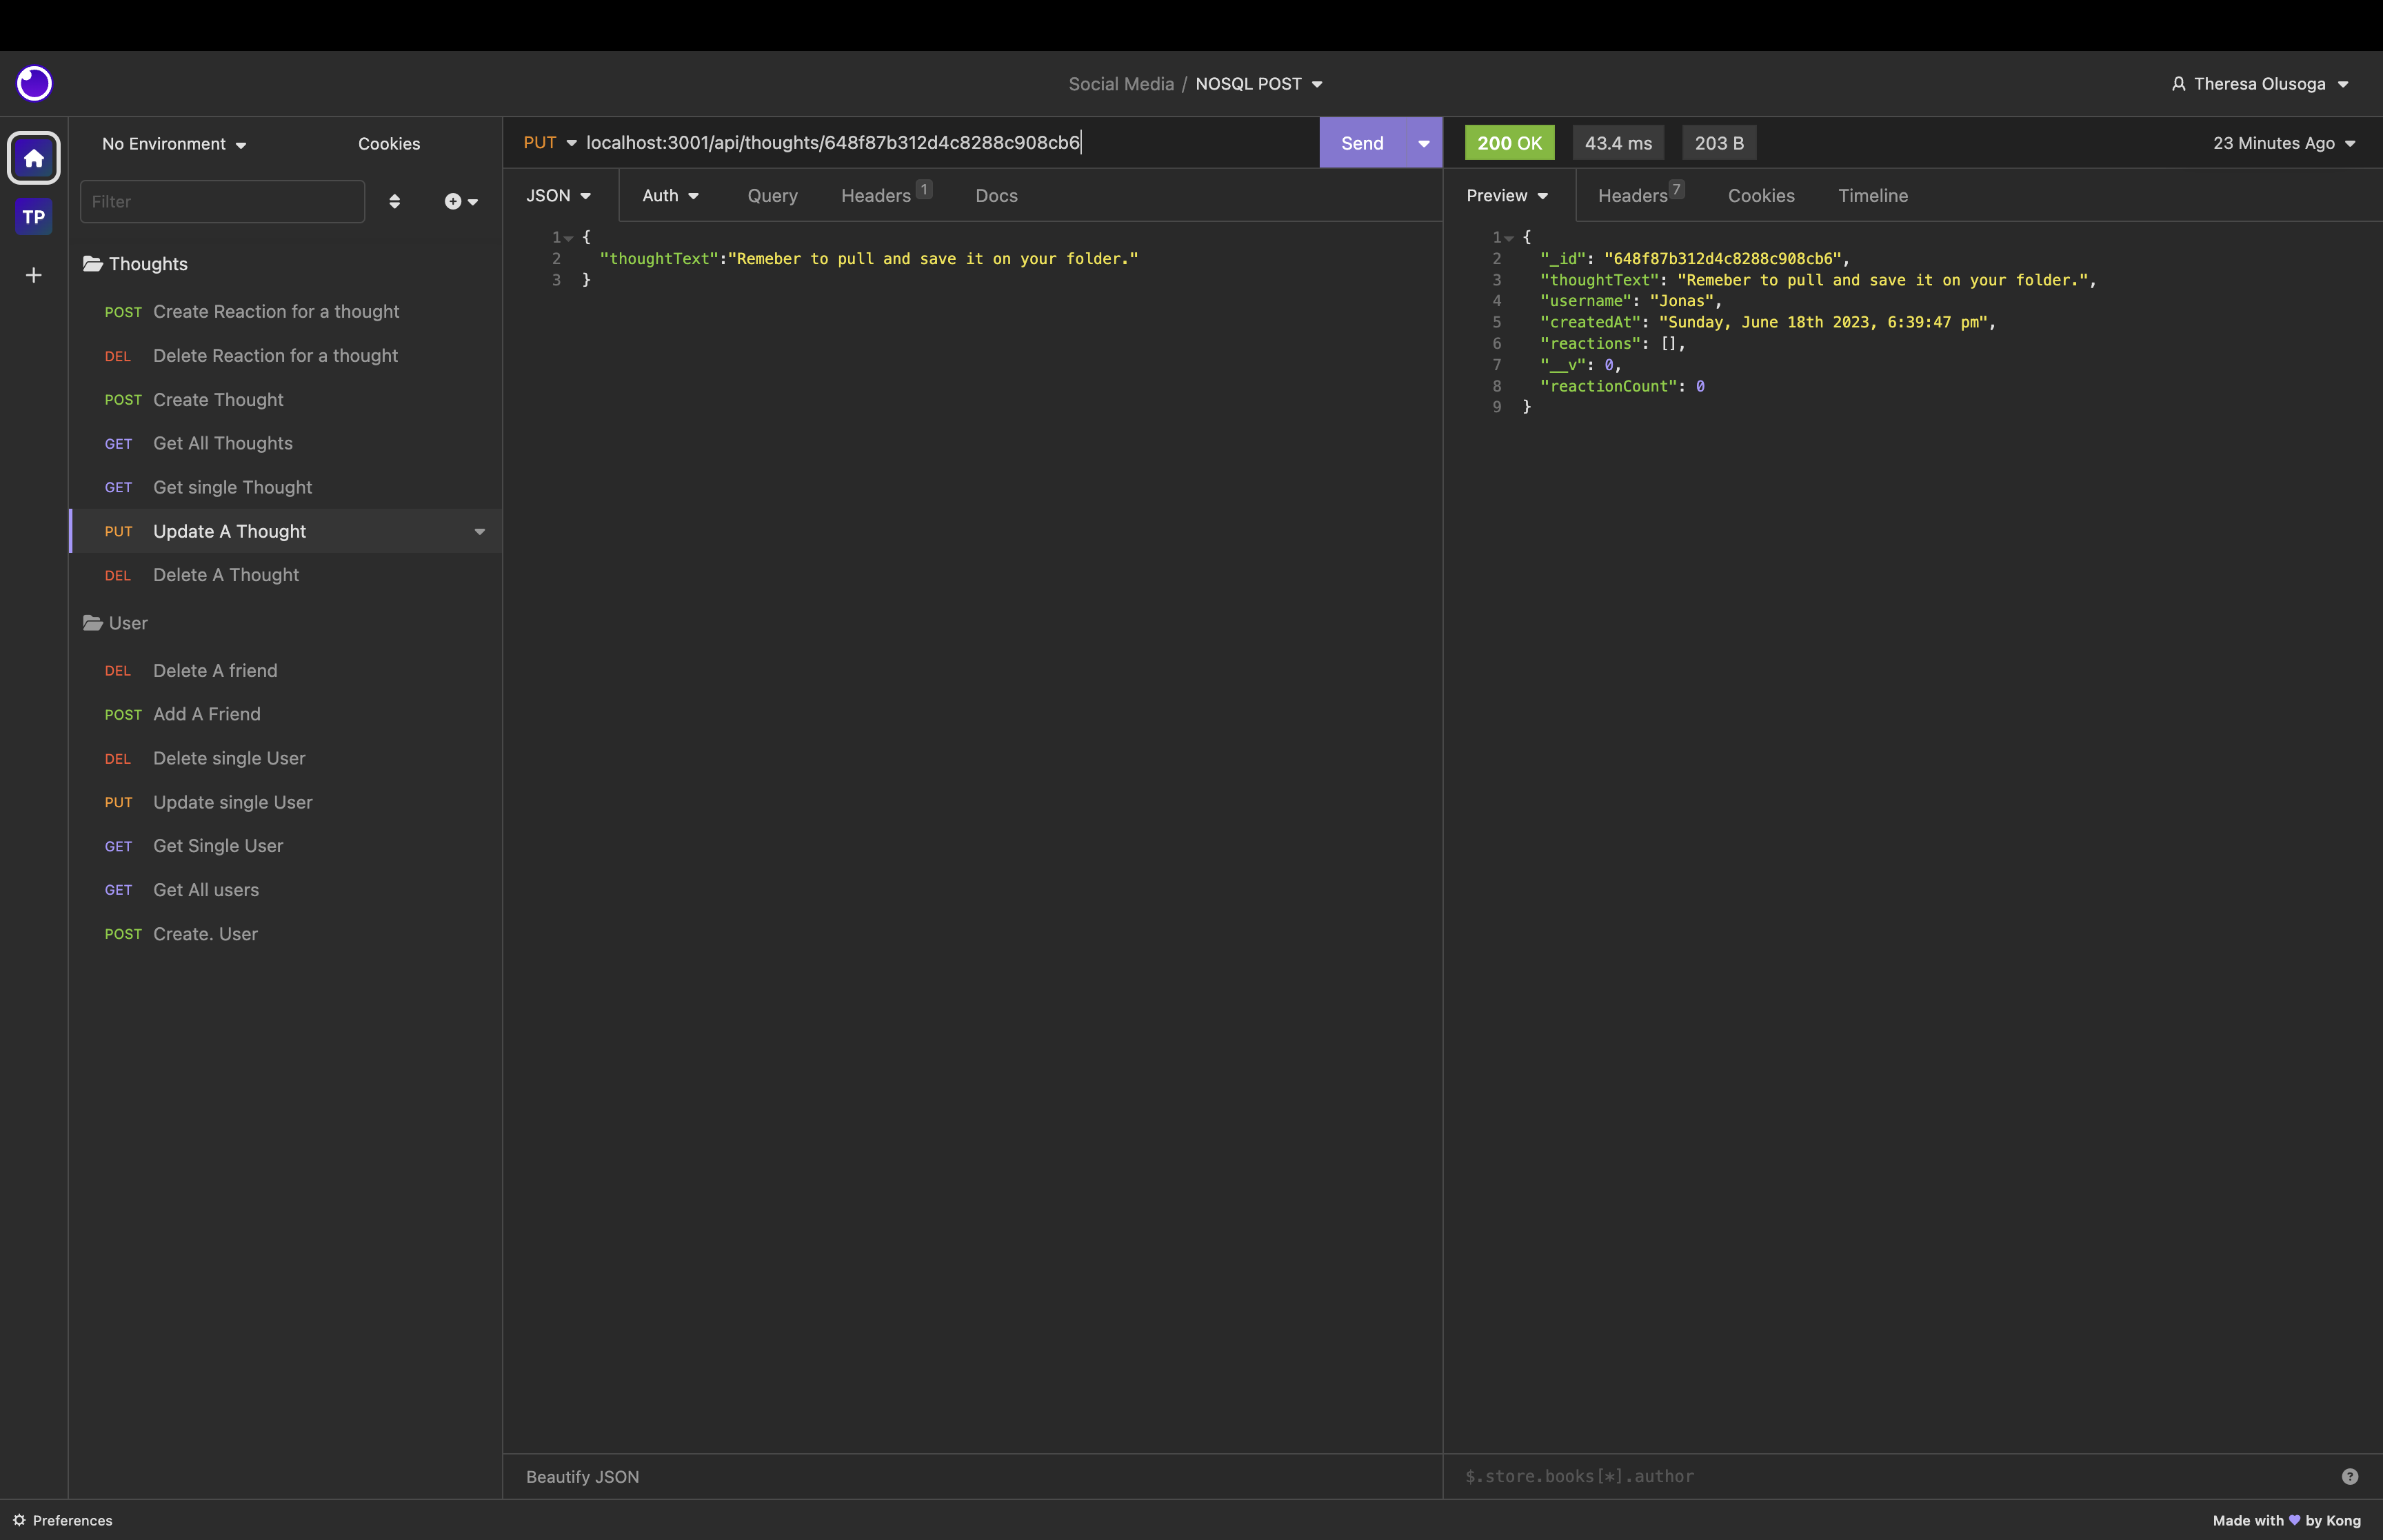 Social Media / NOSQL POST
Theresa Olusoga
TP
No Environment
Cookies
Filter
Thoughts
POST Create Reaction for a thought
DEL Delete Reaction for a thought
POST Create Thought
GET Get All Thoughts
GET Get single Thought
PUT Update A Thought
DEL Delete A Thought
User
DEL Delete A friend
POST Add A Friend
DEL Delete single User
PUT Update single User
GET Get Single User
GET Get All users
POST Create. User
PUT localhost:3001/api/thoughts/648f87b312d4c8288c908cb6 Send
JSON Auth Query Headers 1 Docs
1 {
2 "thoughtText":"Remeber to pull and save it on your folder."
3 }
Beautify JSON
200 OK 43.4 ms 203 B 23 Minutes Ago
Preview Headers 7 Cookies Timeline
1 {
2 "_id": "648f87b312d4c8288c908cb6",
3 "thoughtText": "Remeber to pull and save it on your folder.",
4 "username": "Jonas",
5 "createdAt": "Sunday, June 18th 2023, 6:39:47 pm",
6 "reactions": [],
7 "__v": 0,
8 "reactionCount": 0
9 }
$.store.books[*].author
?
Preferences
Made with 💜 by Kong